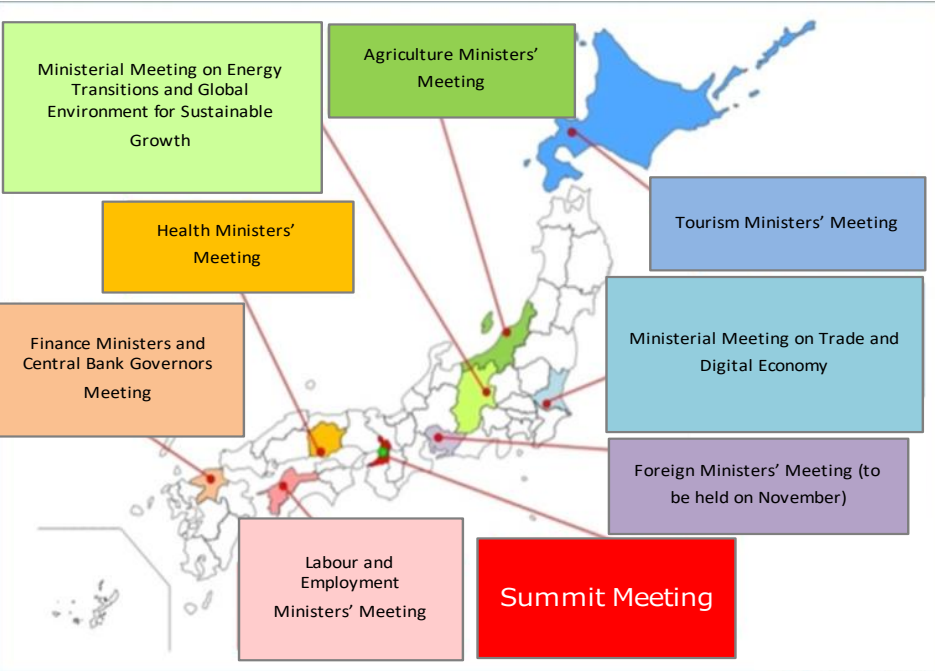 Ministerial Meeting on Energy
Transitions and Global
Environment for Sustainable
Growth
Agriculture Ministers’
Meeting
Health Ministers’
Meeting
Tourism Ministers’ Meeting
Finance Ministers and
Central Bank Governors
Meeting
Ministerial Meeting on Trade and
Digital Economy
Foreign Ministers’ Meeting (to
be held on November)
Labour and
Employment
Ministers’ Meeting
Summit Meeting